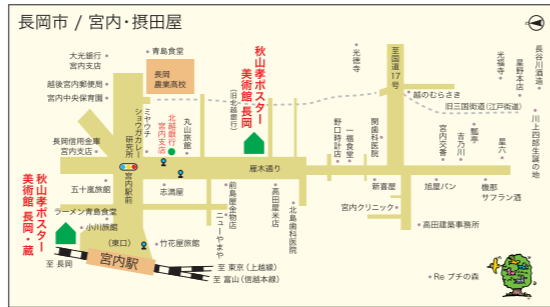 長岡市 / 宮内・摂田屋
大光銀行
宮内支店
青島食堂
越後宮内郵便局
宮内中央保育園
長岡
農業高校
長岡信用金庫
宮内支店
ミヤウチ
ショウガカレー
研究所
北越銀行
宮内支店
丸山旅館
(旧北越銀行)
秋山孝ポスター
美術館 長岡
光徳寺
至国道17号
越のむらさき
旧三国街道(江戸街道)
光福寺
星野本店
長谷川酒造
川上四郎生誕の地
野口時計店
一福食堂
関歯科医院
宮内交番
吉乃川
瓢亭
星六
雁木通り
宮内駅前
五十嵐旅館
志満屋
前島屋金物店
ニューやまや
高田屋米店
北島歯科医院
新喜屋
旭屋パン
機那
サフラン酒
宮内クリニック
高田建築事務所
秋山孝ポスター
美術館 長岡・蔵
ラーメン青島食堂
小川旅館
(東口)
竹花屋旅館
至 長岡
宮内駅
至 東京(上越線)
至 富山(信越本線)
Re プチの森